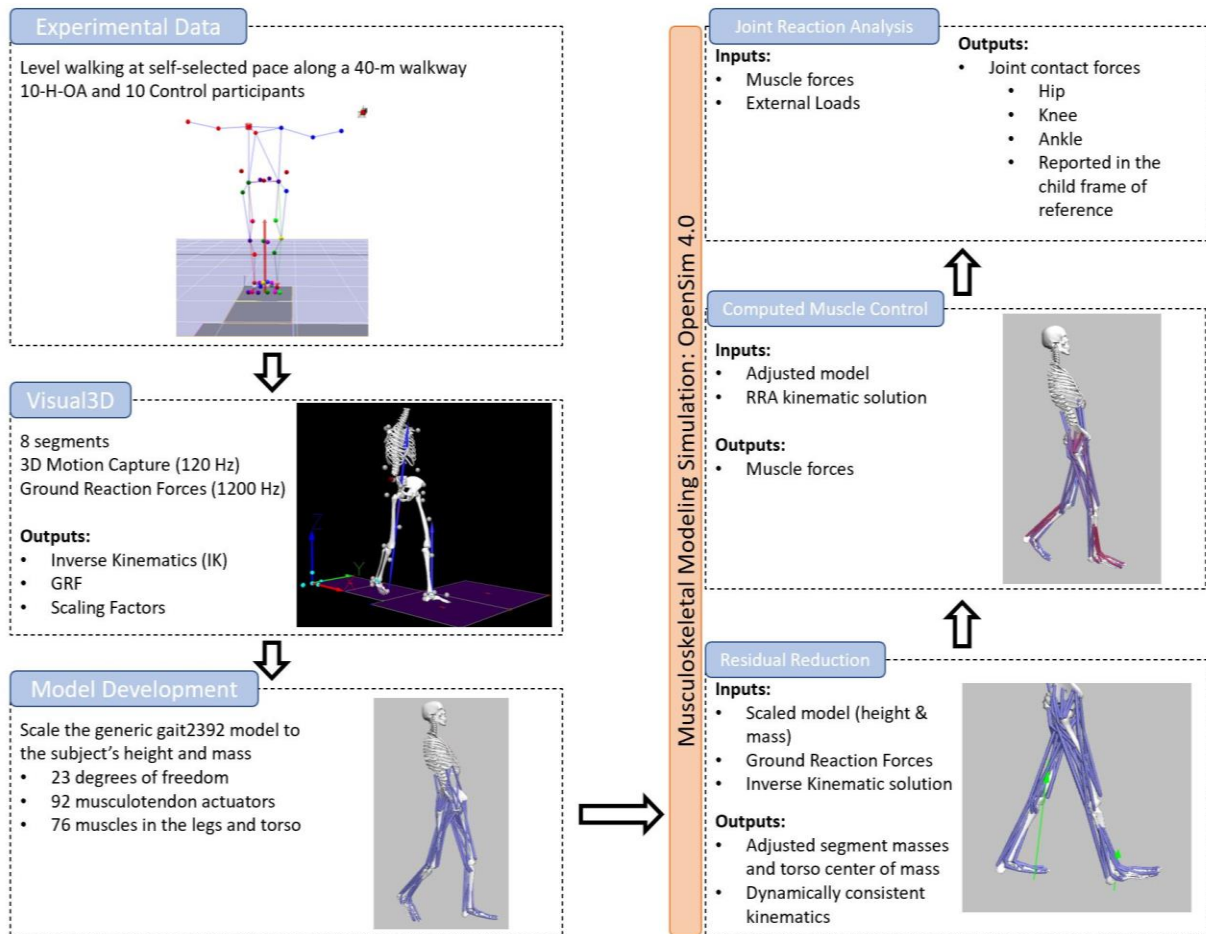 Experimental Data
Level walking at self-selected pace along a 40-m walkway
10-H-OA and 10 Control participants
Visual3D
8 segments
3D Motion Capture (120 Hz)
Ground Reaction Forces (1200 Hz)
Outputs:
• Inverse Kinematics (IK)
• GRF
• Scaling Factors
Z
Y
X
Model Development
Scale the generic gait2392 model to
the subject's height and mass
• 23 degrees of freedom
• 92 musculotendon actuators
• 76 muscles in the legs and torso
Musculoskeletal Modeling Simulation: OpenSim 4.0
Residual Reduction
Inputs:
• Scaled model (height &
mass)
• Ground Reaction Forces
• Inverse Kinematic solution
Outputs:
• Adjusted segment masses
and torso center of mass
• Dynamically consistent
kinematics
Computed Muscle Control
Inputs:
• Adjusted model
• RRA kinematic solution
Outputs:
• Muscle forces
Joint Reaction Analysis
Inputs:
• Muscle forces
• External Loads
Outputs:
• Joint contact forces
• Hip
• Knee
• Ankle
• Reported in the
child frame of
reference